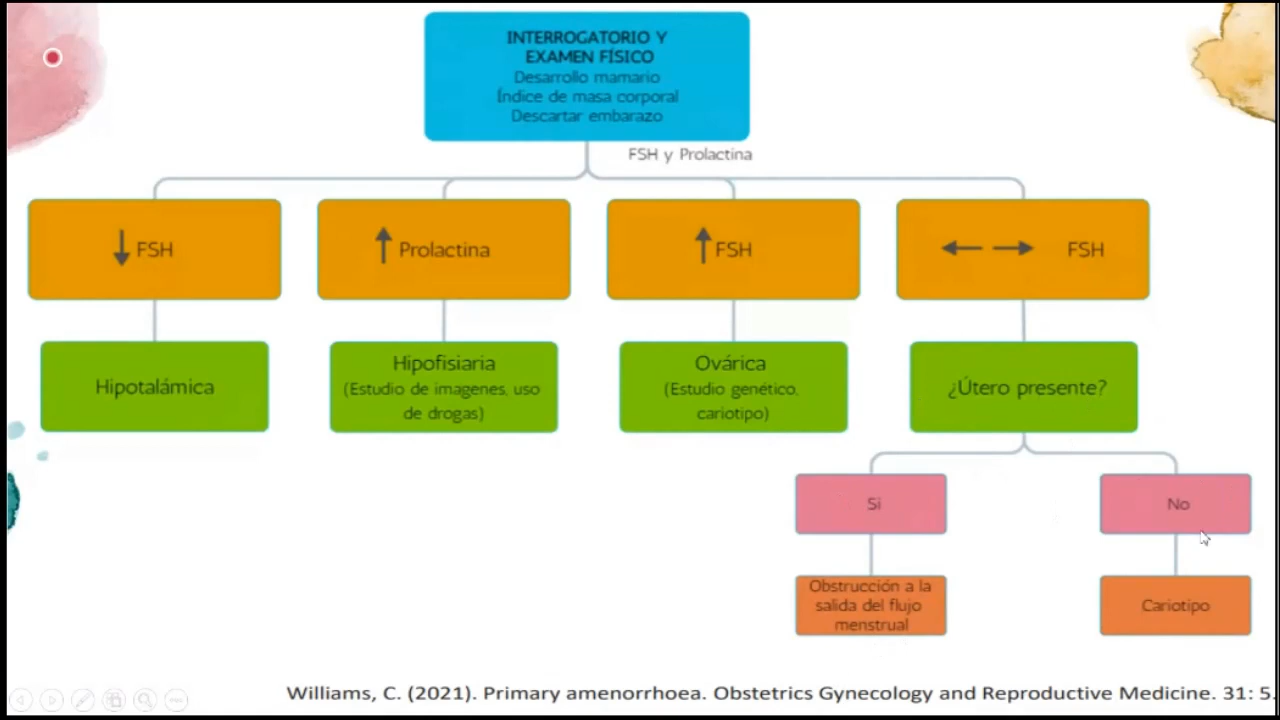 INTERROGATORIO Y
EXAMEN FÍSICO
Desarrollo mamario
Índice de masa corporal
Descartar embarazo
FSH y Prolactina
FSH
Prolactina
FSH
FSH
Hipotalámica
Hipofisiaria
(Estudio de imagenes, uso
de drogas)
Ovárica
(Estudio genético,
cariotipo)
¿Útero presente?
Si
No
Obstrucción a la
salida del flujo
menstrual
Cariotipo
Williams, C. (2021). Primary amenorrhoea. Obstetrics Gynecology and Reproductive Medicine. 31: 5.